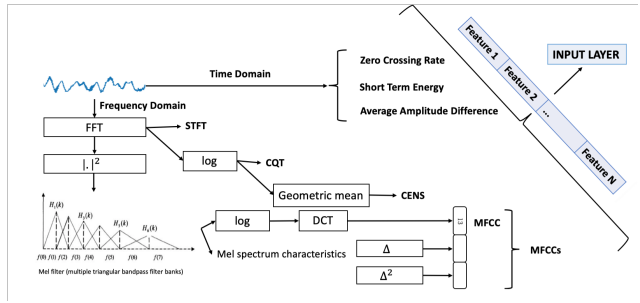 Time Domain
Zero Crossing Rate
Short Term Energy
Average Amplitude Difference
Feature 1
Feature 2
...
Feature N
INPUT LAYER
Frequency Domain
FFT
STFT
|.|²
log
CQT
Geometric mean
CENS
H₁(k)
H₃(k)
H₅(k)
H₆(k)
f(0) f(1) f(2) f(3) f(4) f(5) f(6) f(7)
Mel filter (multiple triangular bandpass filter banks)
log
DCT
13
MFCC
Mel spectrum characteristics
Δ
Δ²
MFCCs